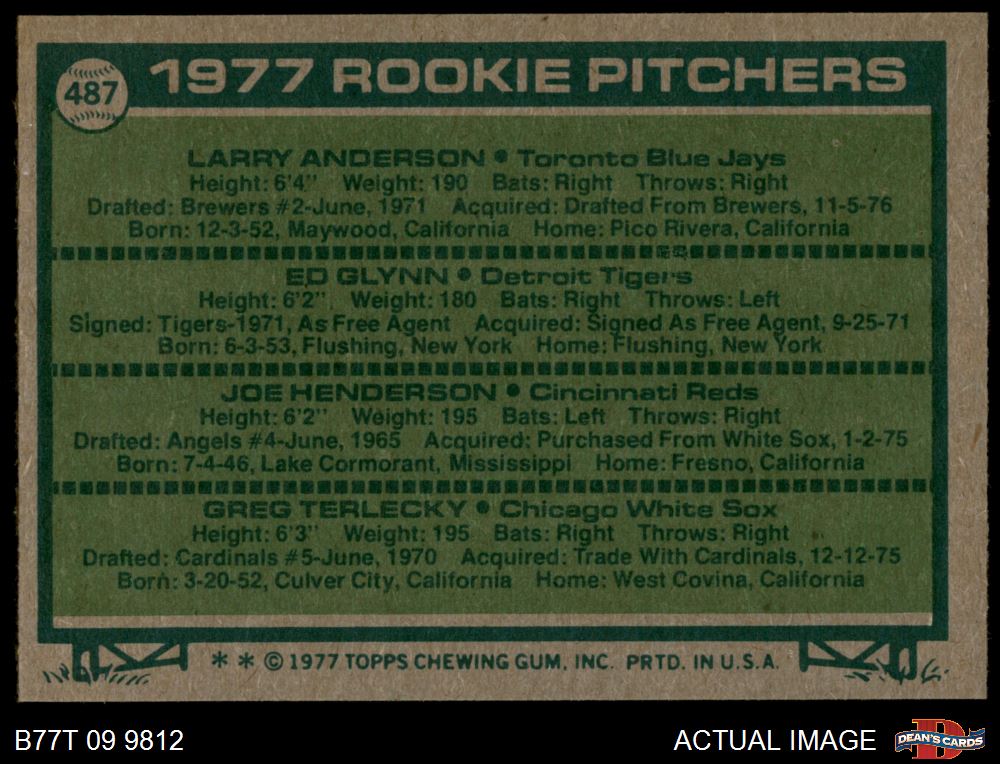 487
1977 ROOKIE PITCHERS
LARRY ANDERSON • Toronto Blue Jays
Height: 6'4" Weight: 190 Bats: Right Throws: Right
Drafted: Brewers #2-June, 1971 Acquired: Drafted From Brewers, 11-5-76
Born: 12-3-52, Maywood, California Home: Pico Rivera, California
ED GLYNN • Detroit Tigers
Height: 6'2" Weight: 180 Bats: Right Throws: Left
Signed: Tigers-1971, As Free Agent Acquired: Signed As Free Agent, 9-25-71
Born: 6-3-53, Flushing, New York Home: Flushing, New York
JOE HENDERSON • Cincinnati Reds
Height: 6'2" Weight: 195 Bats: Left Throws: Right
Drafted: Angels #4-June, 1965 Acquired: Purchased From White Sox, 1-2-75
Born: 7-4-46, Lake Cormorant, Mississippi Home: Fresno, California
GREG TERLECKY • Chicago White Sox
Height: 6'3" Weight: 195 Bats: Right Throws: Right
Drafted: Cardinals #5-June, 1970 Acquired: Trade With Cardinals, 12-12-75
Born: 3-20-52, Culver City, California Home: West Covina, California
* * © 1977 TOPPS CHEWING GUM, INC. PRTD. IN U.S.A.
B77T 09 9812
ACTUAL IMAGE
D
DEAN'S CARDS